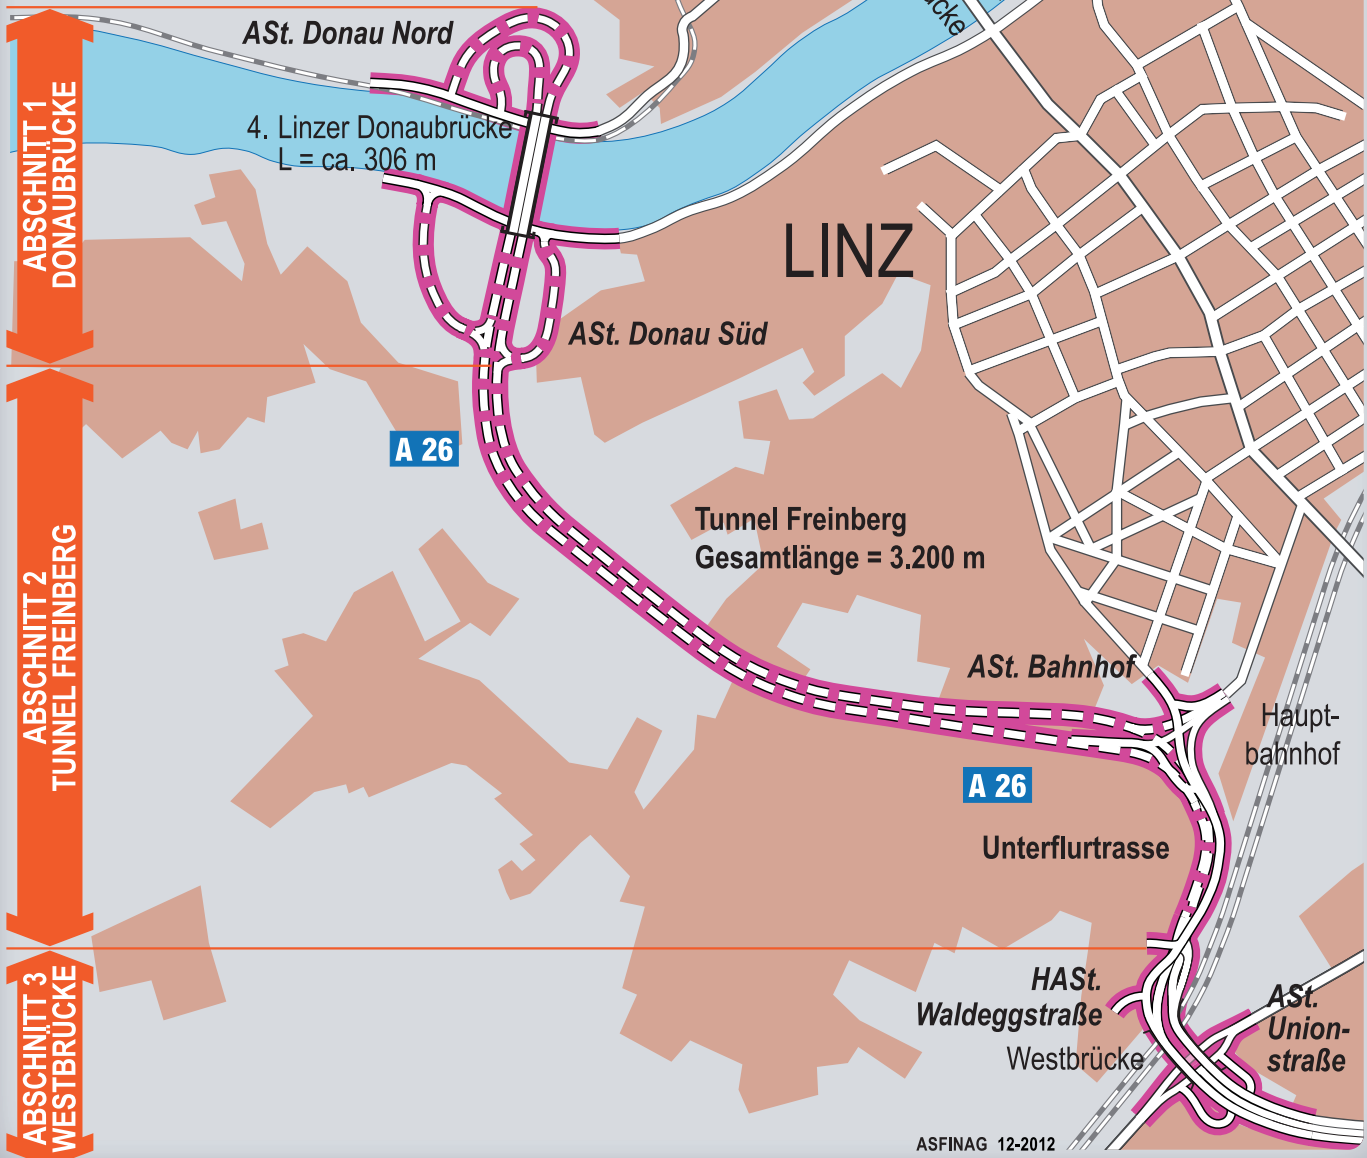 ASt. Donau Nord
ücke
4. Linzer Donaubrücke
L = ca. 306 m
ABSCHNITT 1
DONAUBRÜCKE
LINZ
ASt. Donau Süd
A 26
Tunnel Freinberg
Gesamtlänge = 3.200 m
ABSCHNITT 2
TUNNEL FREINBERG
ASt. Bahnhof
Haupt-
bahnhof
A 26
Unterflurtrasse
HASt.
Waldeggstraße
Westbrücke
ASt.
Union-
straße
ABSCHNITT 3
WESTBRÜCKE
ASFINAG 12-2012